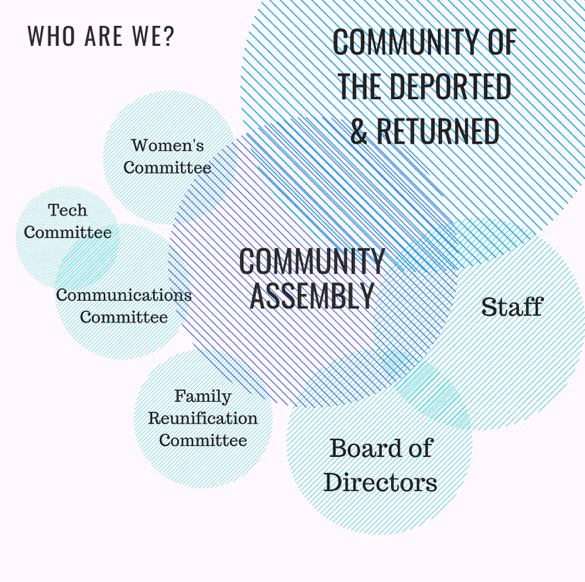 WHO ARE WE?
COMMUNITY OF
THE DEPORTED
& RETURNED
Women's
Committee
Tech
Committee
Communications
Committee
COMMUNITY
ASSEMBLY
Staff
Family
Reunification
Committee
Board of
Directors